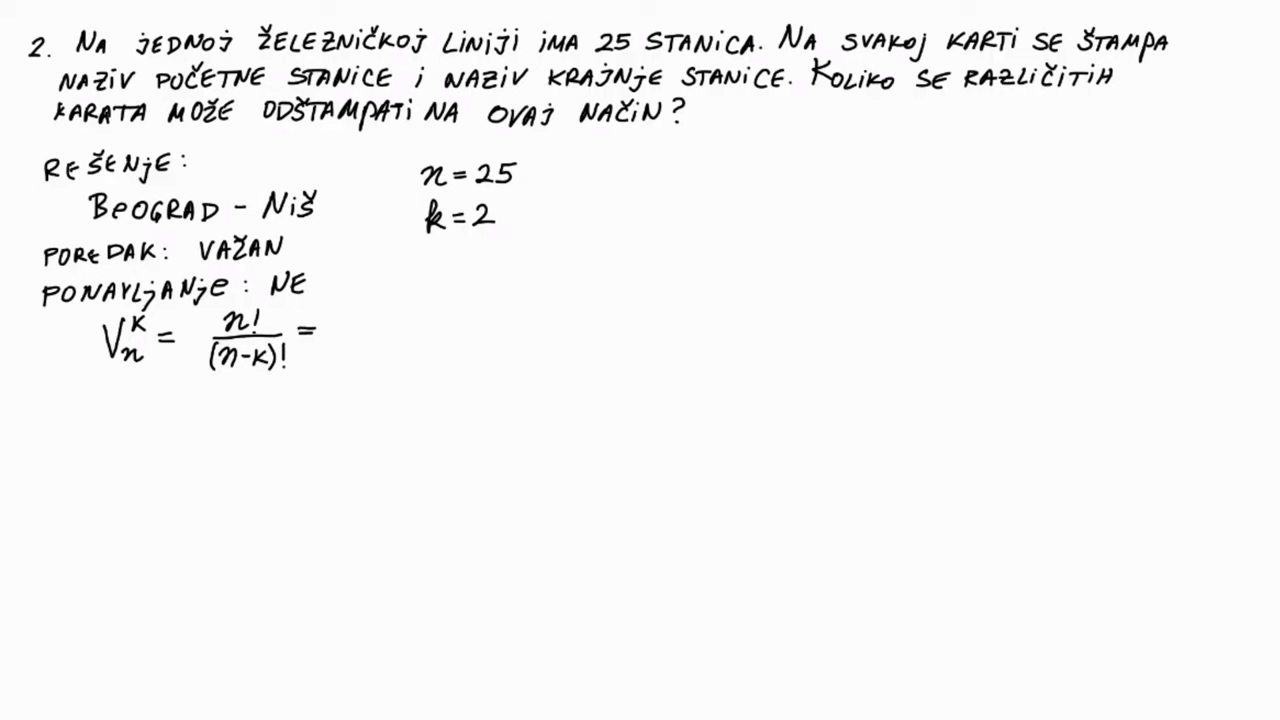 2. Na jednoj železničkoj liniji ima 25 stanica. Na svakoj karti se štampa
naziv početne stanice i naziv krajnje stanice. Koliko se različitih
karata može odštampati na ovaj način?
Rešenje:
Beograd - Niš
n = 25
k = 2
Poredak: važan
Ponavljanje: ne
V_n^k = n!/(n-k)! =